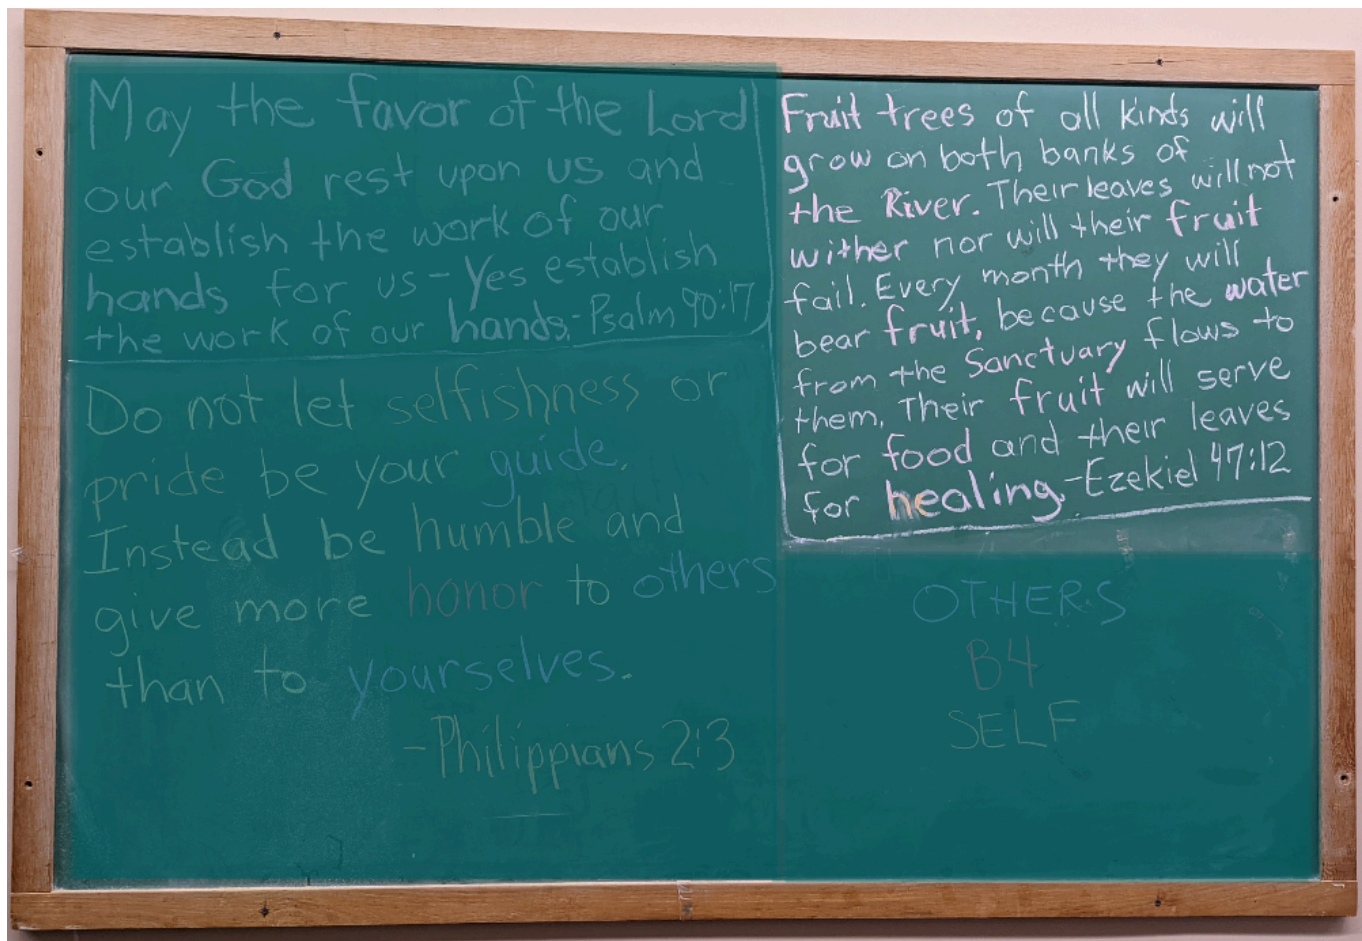 May the favor of the Lord
our God rest upon us and
establish the work of our
hands for us - Yes establish
the work of our hands. - Psalm 90:17
Do not let selfishness or
pride be your guide.
Instead be humble and
give more honor to others
than to yourselves.
- Philippians 2:3
Fruit trees of all kinds will
grow on both banks of
the River. Their leaves will not
wither nor will their fruit
fail. Every month they will
bear fruit, because the water
from the Sanctuary flows to
them. Their fruit will serve
for food and their leaves
for healing. - Ezekiel 47:12
OTHERS
B4
SELF